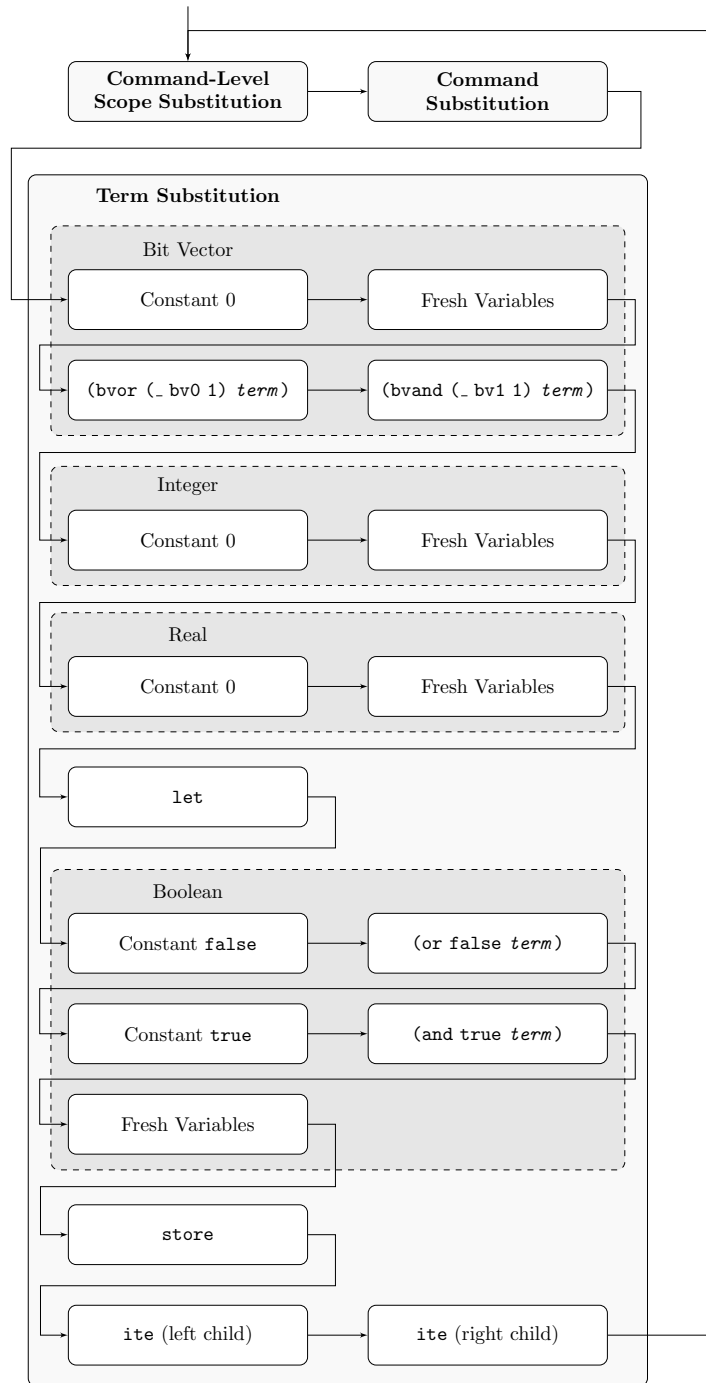 Command-Level
Scope Substitution
Command
Substitution
Term Substitution
Bit Vector
Constant 0
Fresh Variables
(bvor (_ bv0 1) term)
(bvand (_ bv1 1) term)
Integer
Constant 0
Fresh Variables
Real
Constant 0
Fresh Variables
let
Boolean
Constant false
(or false term)
Constant true
(and true term)
Fresh Variables
store
ite (left child)
ite (right child)